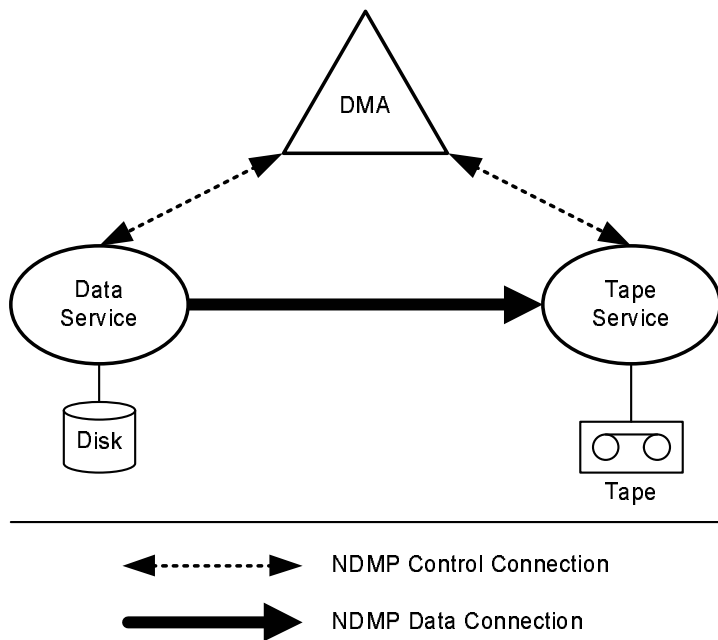 DMA
Data
Service
Tape
Service
Disk
Tape
NDMP Control Connection
NDMP Data Connection